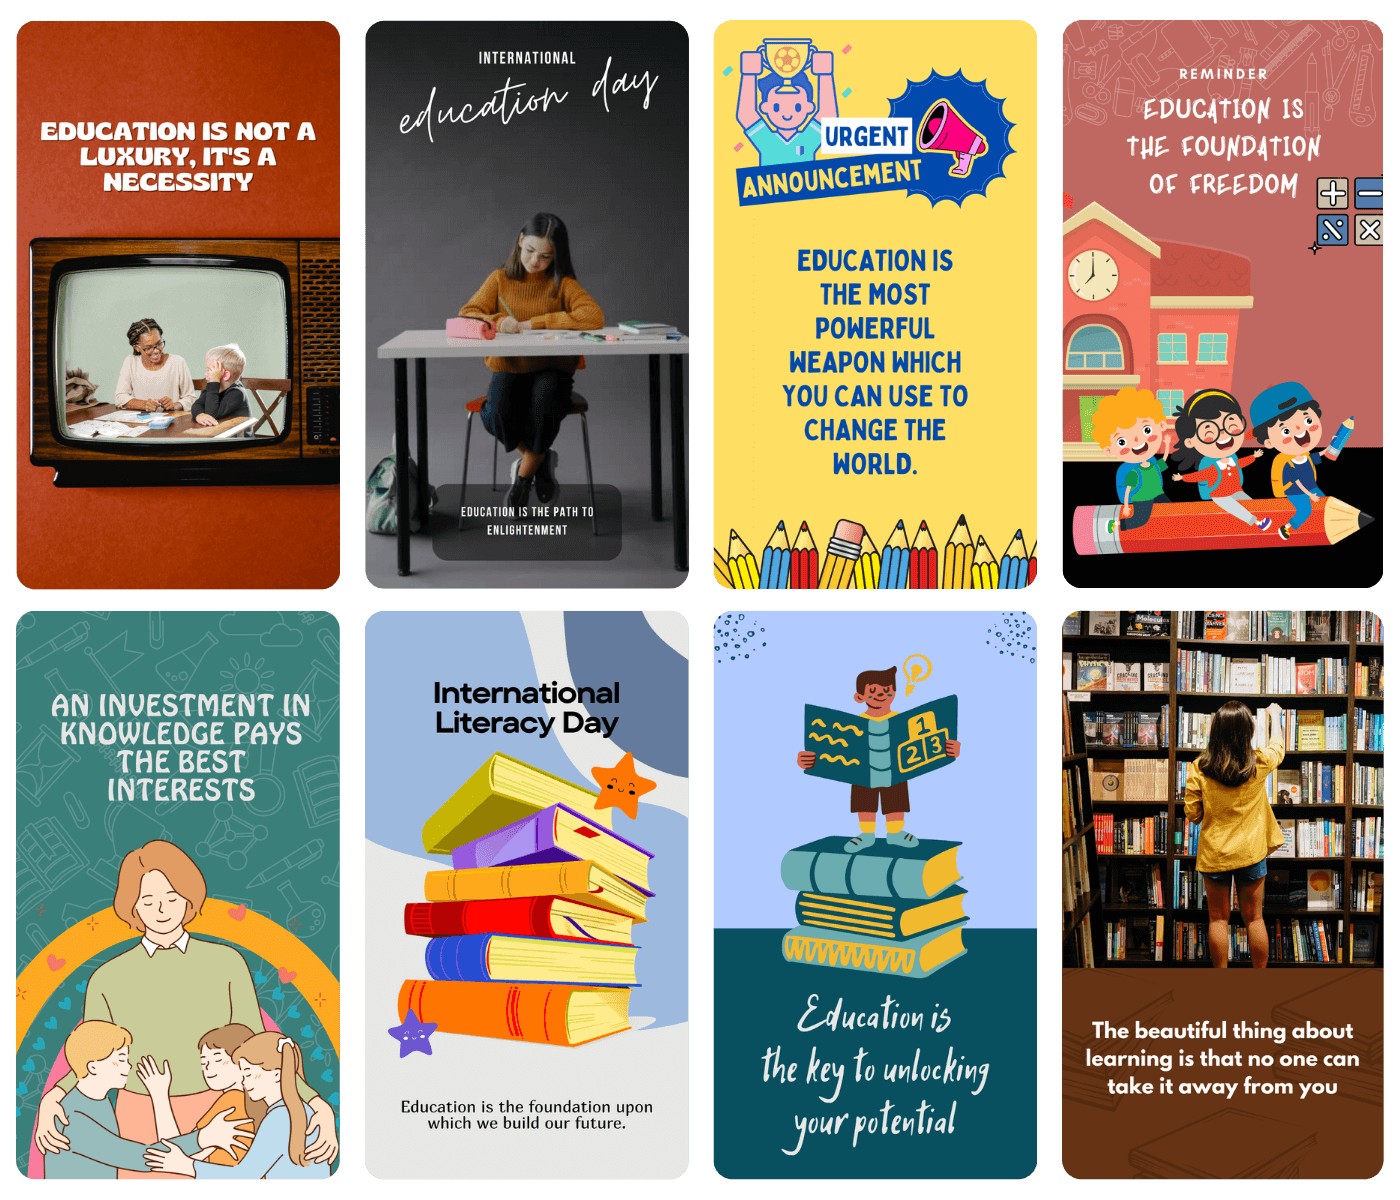 EDUCATION IS NOT A
LUXURY, IT'S A
NECESSITY
INTERNATIONAL
education day
EDUCATION IS THE PATH TO
ENLIGHTENMENT
URGENT
ANNOUNCEMENT
EDUCATION IS
THE MOST
POWERFUL
WEAPON WHICH
YOU CAN USE TO
CHANGE THE
WORLD.
REMINDER
EDUCATION IS
THE FOUNDATION
OF FREEDOM
AN INVESTMENT IN
KNOWLEDGE PAYS
THE BEST
INTERESTS
International
Literacy Day
Education is the foundation upon
which we build our future.
1
2 3
Education is
the key to unlocking
your potential
The beautiful thing about
learning is that no one can
take it away from you